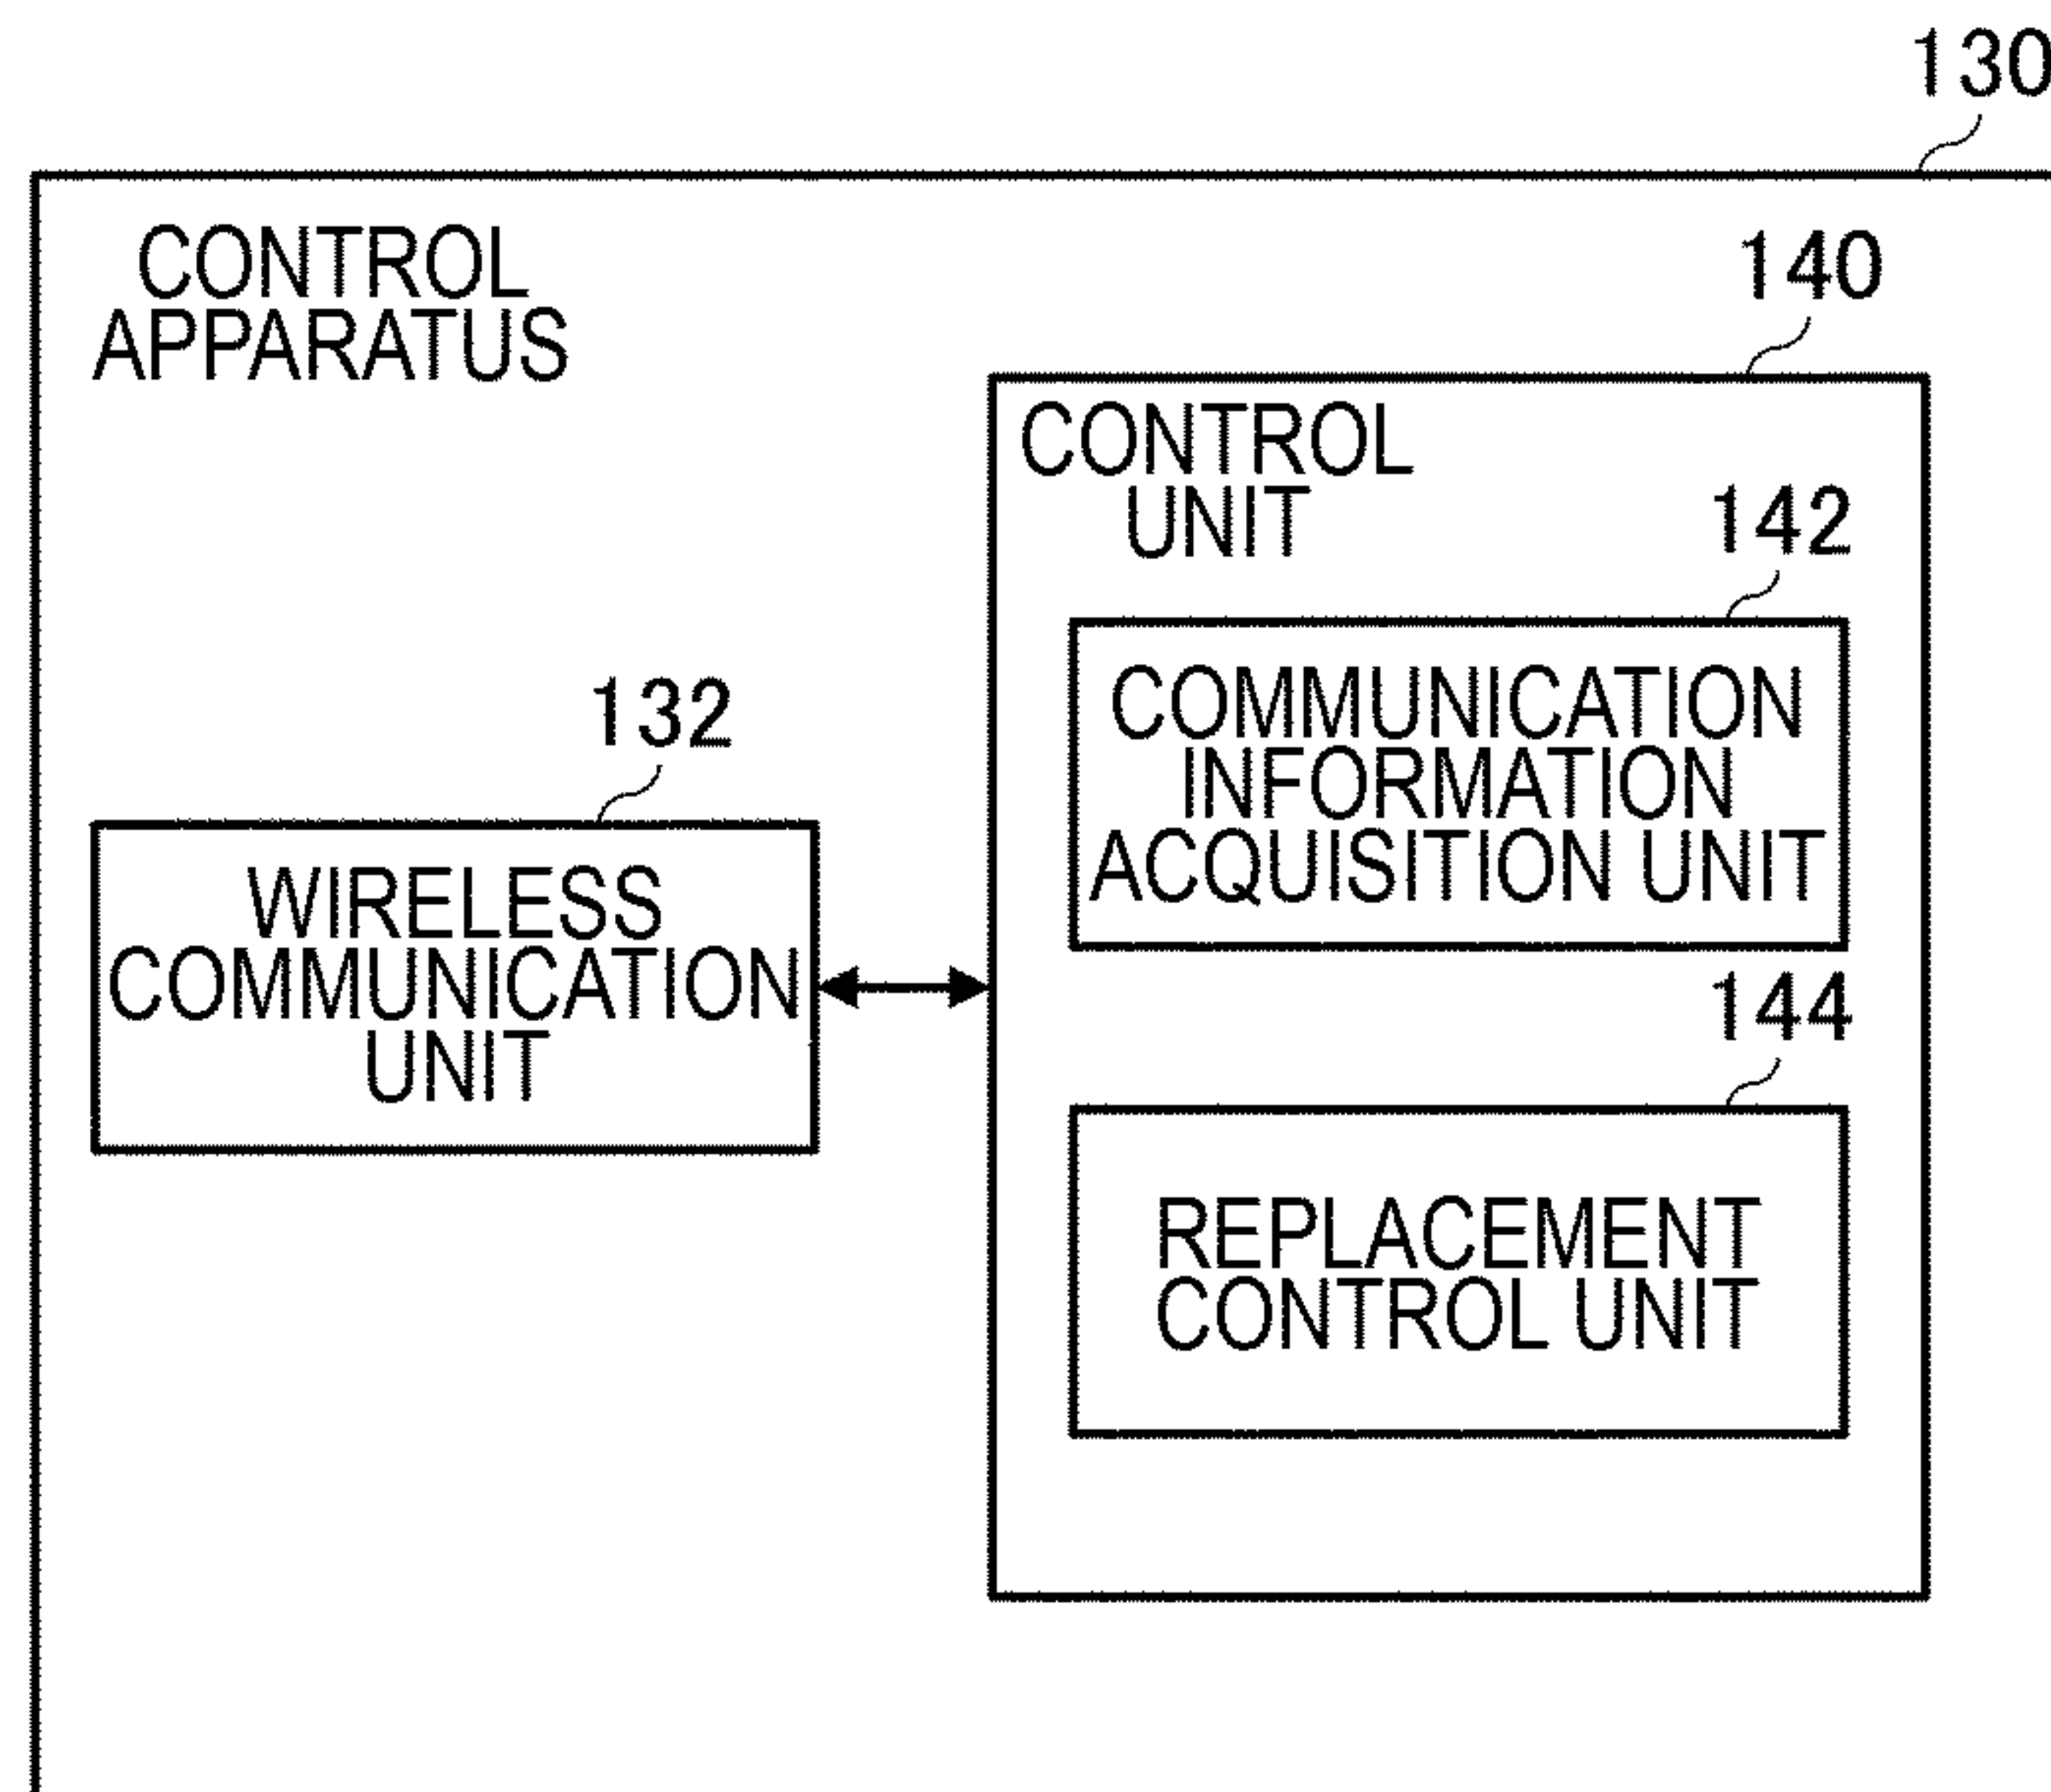 130
CONTROL
APPARATUS
140
CONTROL
UNIT
142
COMMUNICATION
INFORMATION
ACQUISITION UNIT
132
WIRELESS
COMMUNICATION
UNIT
144
REPLACEMENT
CONTROL UNIT